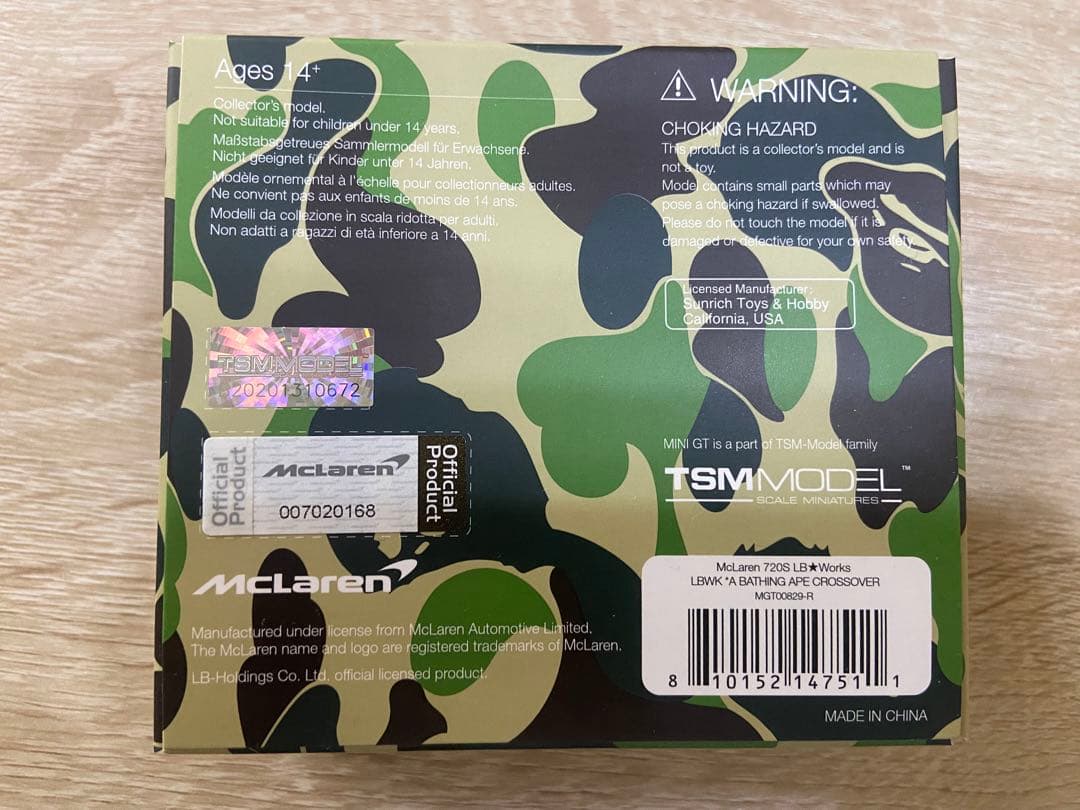 Ages 14+
Collector's model.
Not suitable for children under 14 years.
Maßstabsgetreues Sammlermodell für Erwachsene.
Nicht geeignet für Kinder unter 14 Jahren.
Modèle ornemental à l'échelle pour collectionneurs adultes.
Ne convient pas aux enfants de moins de 14 ans.
Modelli da collezione in scala ridotta per adulti.
Non adatti a ragazzi di età inferiore a 14 anni.
WARNING:
CHOKING HAZARD
This product is a collector's model and is
not a toy.
Model contains small parts which may
pose a choking hazard if swallowed.
Please do not touch the model if it is
damaged or defective for your own safety.
Licensed Manufacturer:
Sunrich Toys & Hobby
California, USA
TSMMODEL
20201310672
Official
Product
McLaren
007020168
Official
Product
McLaren
Manufactured under license from McLaren Automotive Limited.
The McLaren name and logo are registered trademarks of McLaren.
LB-Holdings Co. Ltd. official licensed product.
MINI GT is a part of TSM-Model family
TSMMODEL™
SCALE MINIATURES
McLaren 720S LB★Works
LBWK *A BATHING APE CROSSOVER
MGT00829-R
8 10152 14751 1
MADE IN CHINA